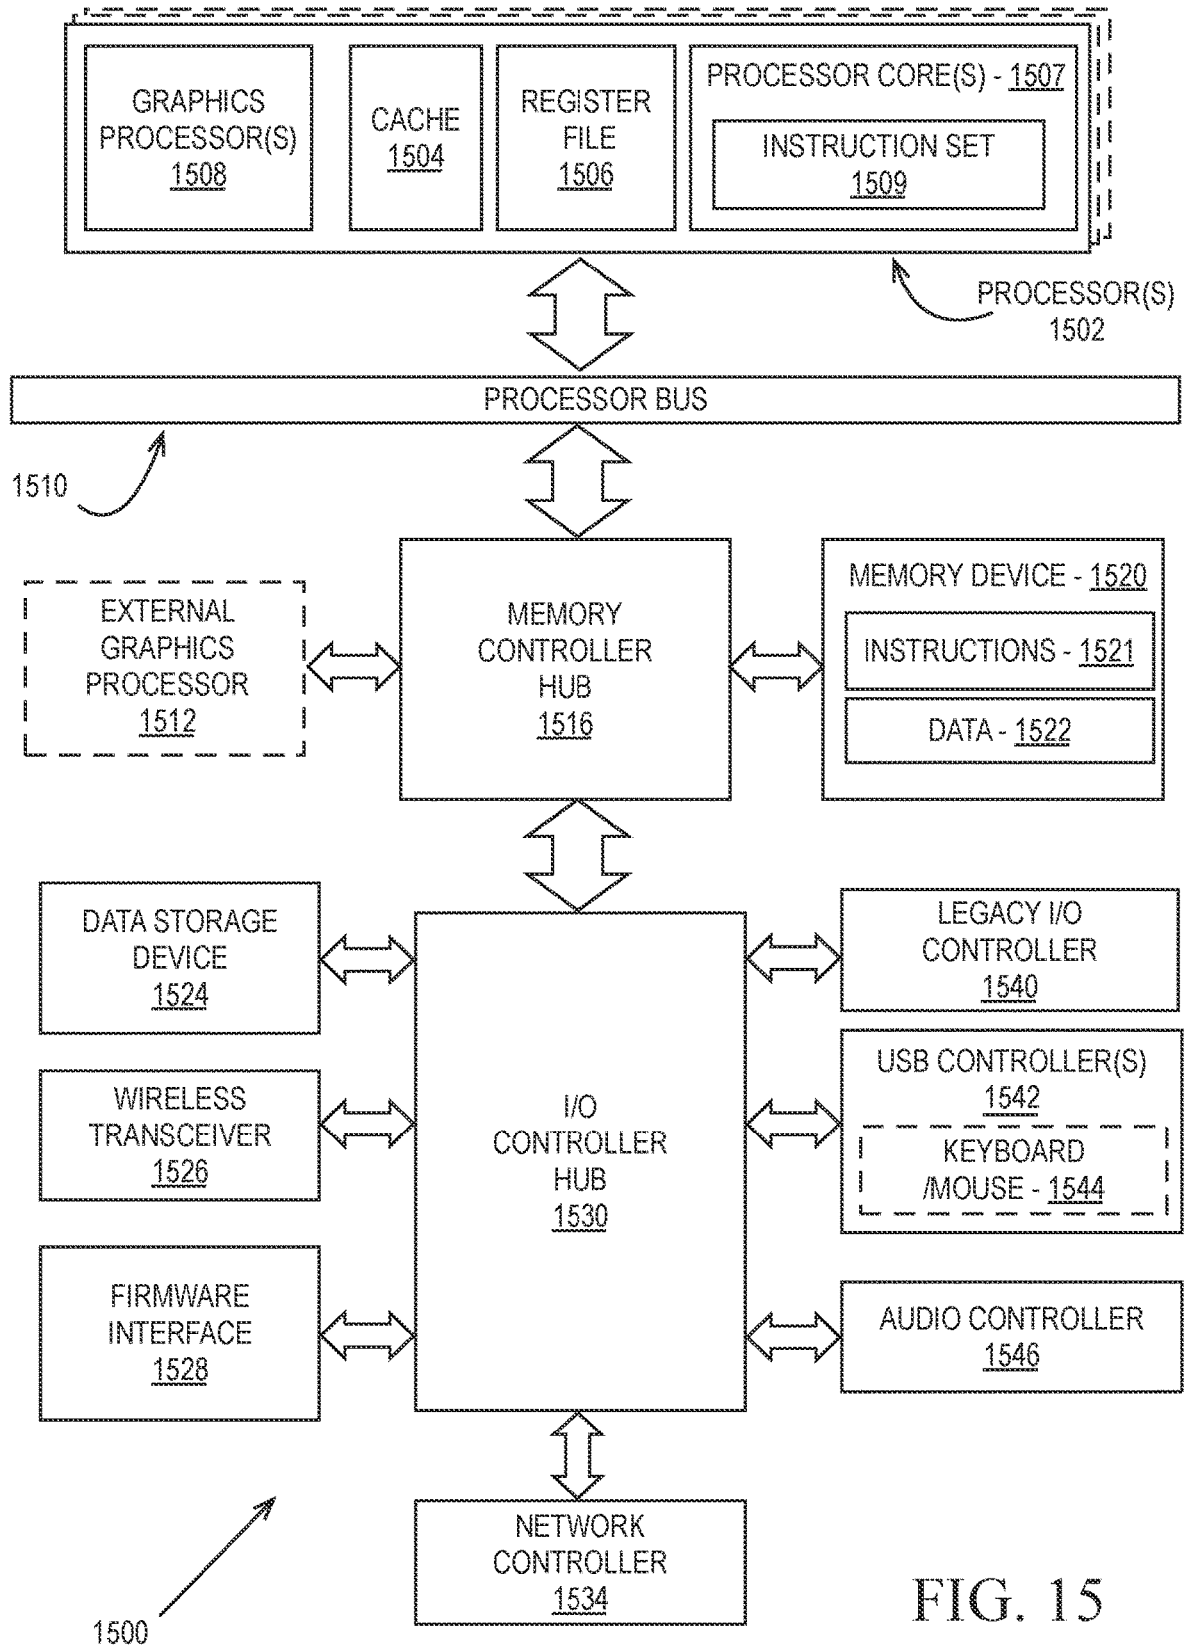 GRAPHICS
PROCESSOR(S)
1508
CACHE
1504
REGISTER
FILE
1506
PROCESSOR CORE(S) - 1507
INSTRUCTION SET
1509
PROCESSOR(S)
1502
PROCESSOR BUS
1510
EXTERNAL
GRAPHICS
PROCESSOR
1512
MEMORY
CONTROLLER
HUB
1516
MEMORY DEVICE - 1520
INSTRUCTIONS - 1521
DATA - 1522
DATA STORAGE
DEVICE
1524
WIRELESS
TRANSCEIVER
1526
FIRMWARE
INTERFACE
1528
I/O
CONTROLLER
HUB
1530
LEGACY I/O
CONTROLLER
1540
USB CONTROLLER(S)
1542
KEYBOARD
/MOUSE - 1544
AUDIO CONTROLLER
1546
NETWORK
CONTROLLER
1534
1500
FIG. 15